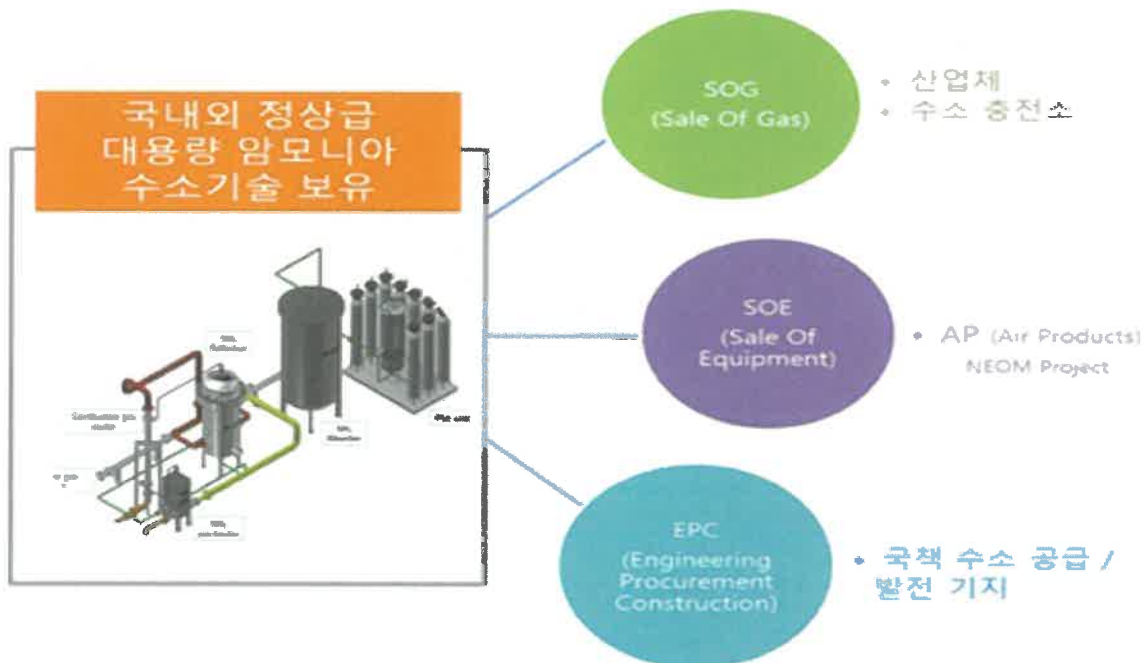 국내외 정상급
대용량 암모니아
수소기술 보유
SOG
(Sale Of Gas)
• 산업체
• 수소 충전소
SOE
(Sale Of
Equipment)
• AP (Air Products)
NEOM Project
EPC
(Engineering
Procurement
Construction)
• 국책 수소 공급 /
발전 기지